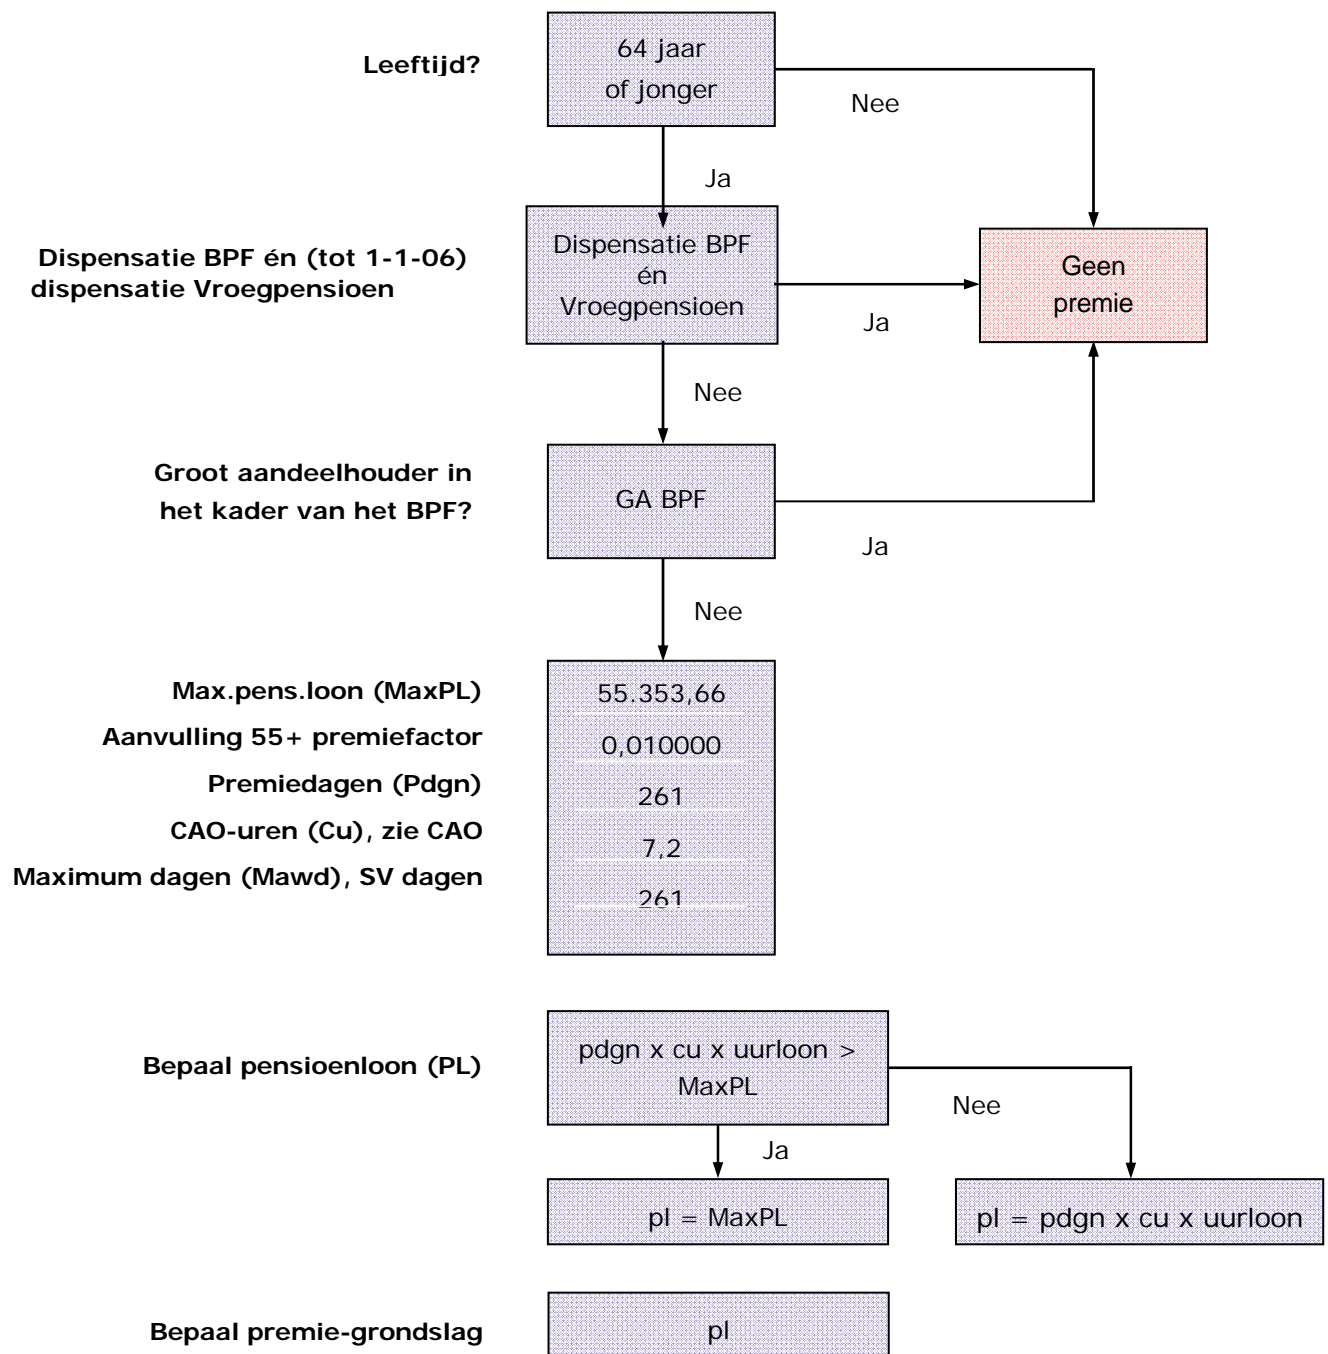 Leeftijd?
64 jaar
of jonger
Nee
Ja
Dispensatie BPF én (tot 1-1-06)
dispensatie Vroegpensioen
Dispensatie BPF
én
Vroegpensioen
Ja
Geen
premie
Nee
Groot aandeelhouder in
het kader van het BPF?
GA BPF
Ja
Nee
Max.pens.loon (MaxPL)
55.353,66
Aanvulling 55+ premiefactor
0,010000
Premiedagen (Pdgn)
261
CAO-uren (Cu), zie CAO
7,2
Maximum dagen (Mawd), SV dagen
261
Bepaal pensioenloon (PL)
pdgn x cu x uurloon >
MaxPL
Nee
Ja
pl = MaxPL
pl = pdgn x cu x uurloon
Bepaal premie-grondslag
pl